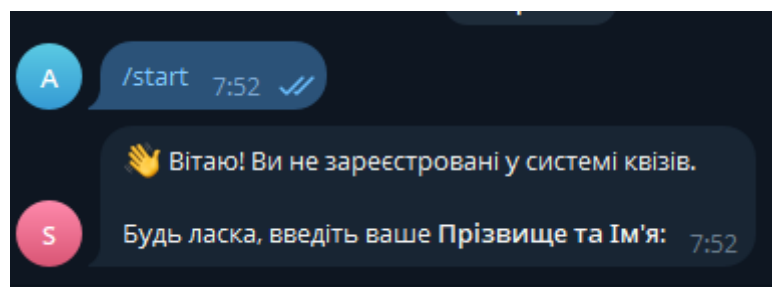 A
/start 7:52
👋 Вітаю! Ви не зареєстровані у системі квізів.
S
Будь ласка, введіть ваше Прізвище та Ім'я: 7:52